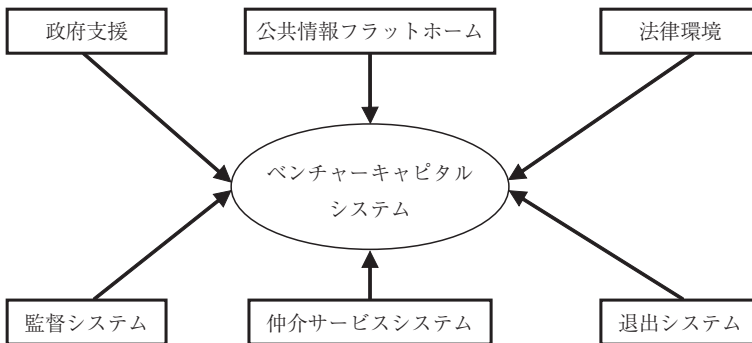 政府支援
公共情報フラットホーム
法律環境
ベンチャーキャピタル
システム
監督システム
仲介サービスシステム
退出システム